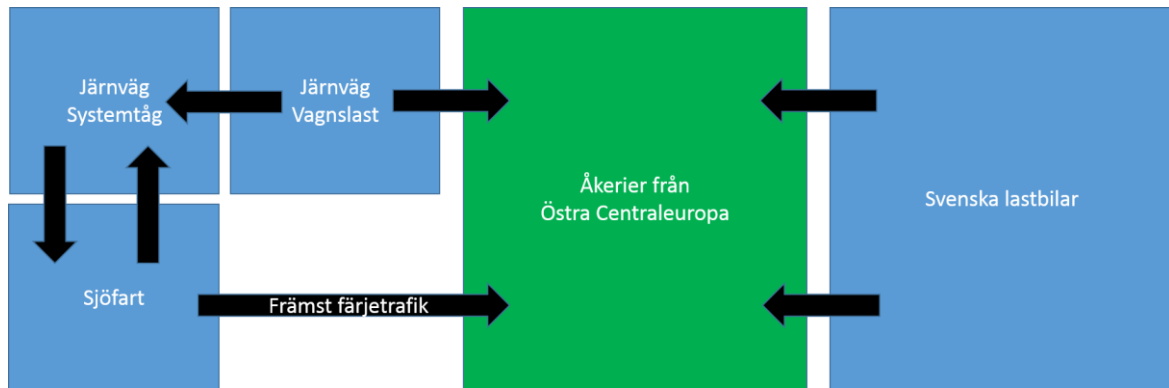 Järnväg
Systemtåg
Järnväg
Vagnslast
Åkerier från
Östra Centraleuropa
Svenska lastbilar
Sjöfart
Främst färjetrafik